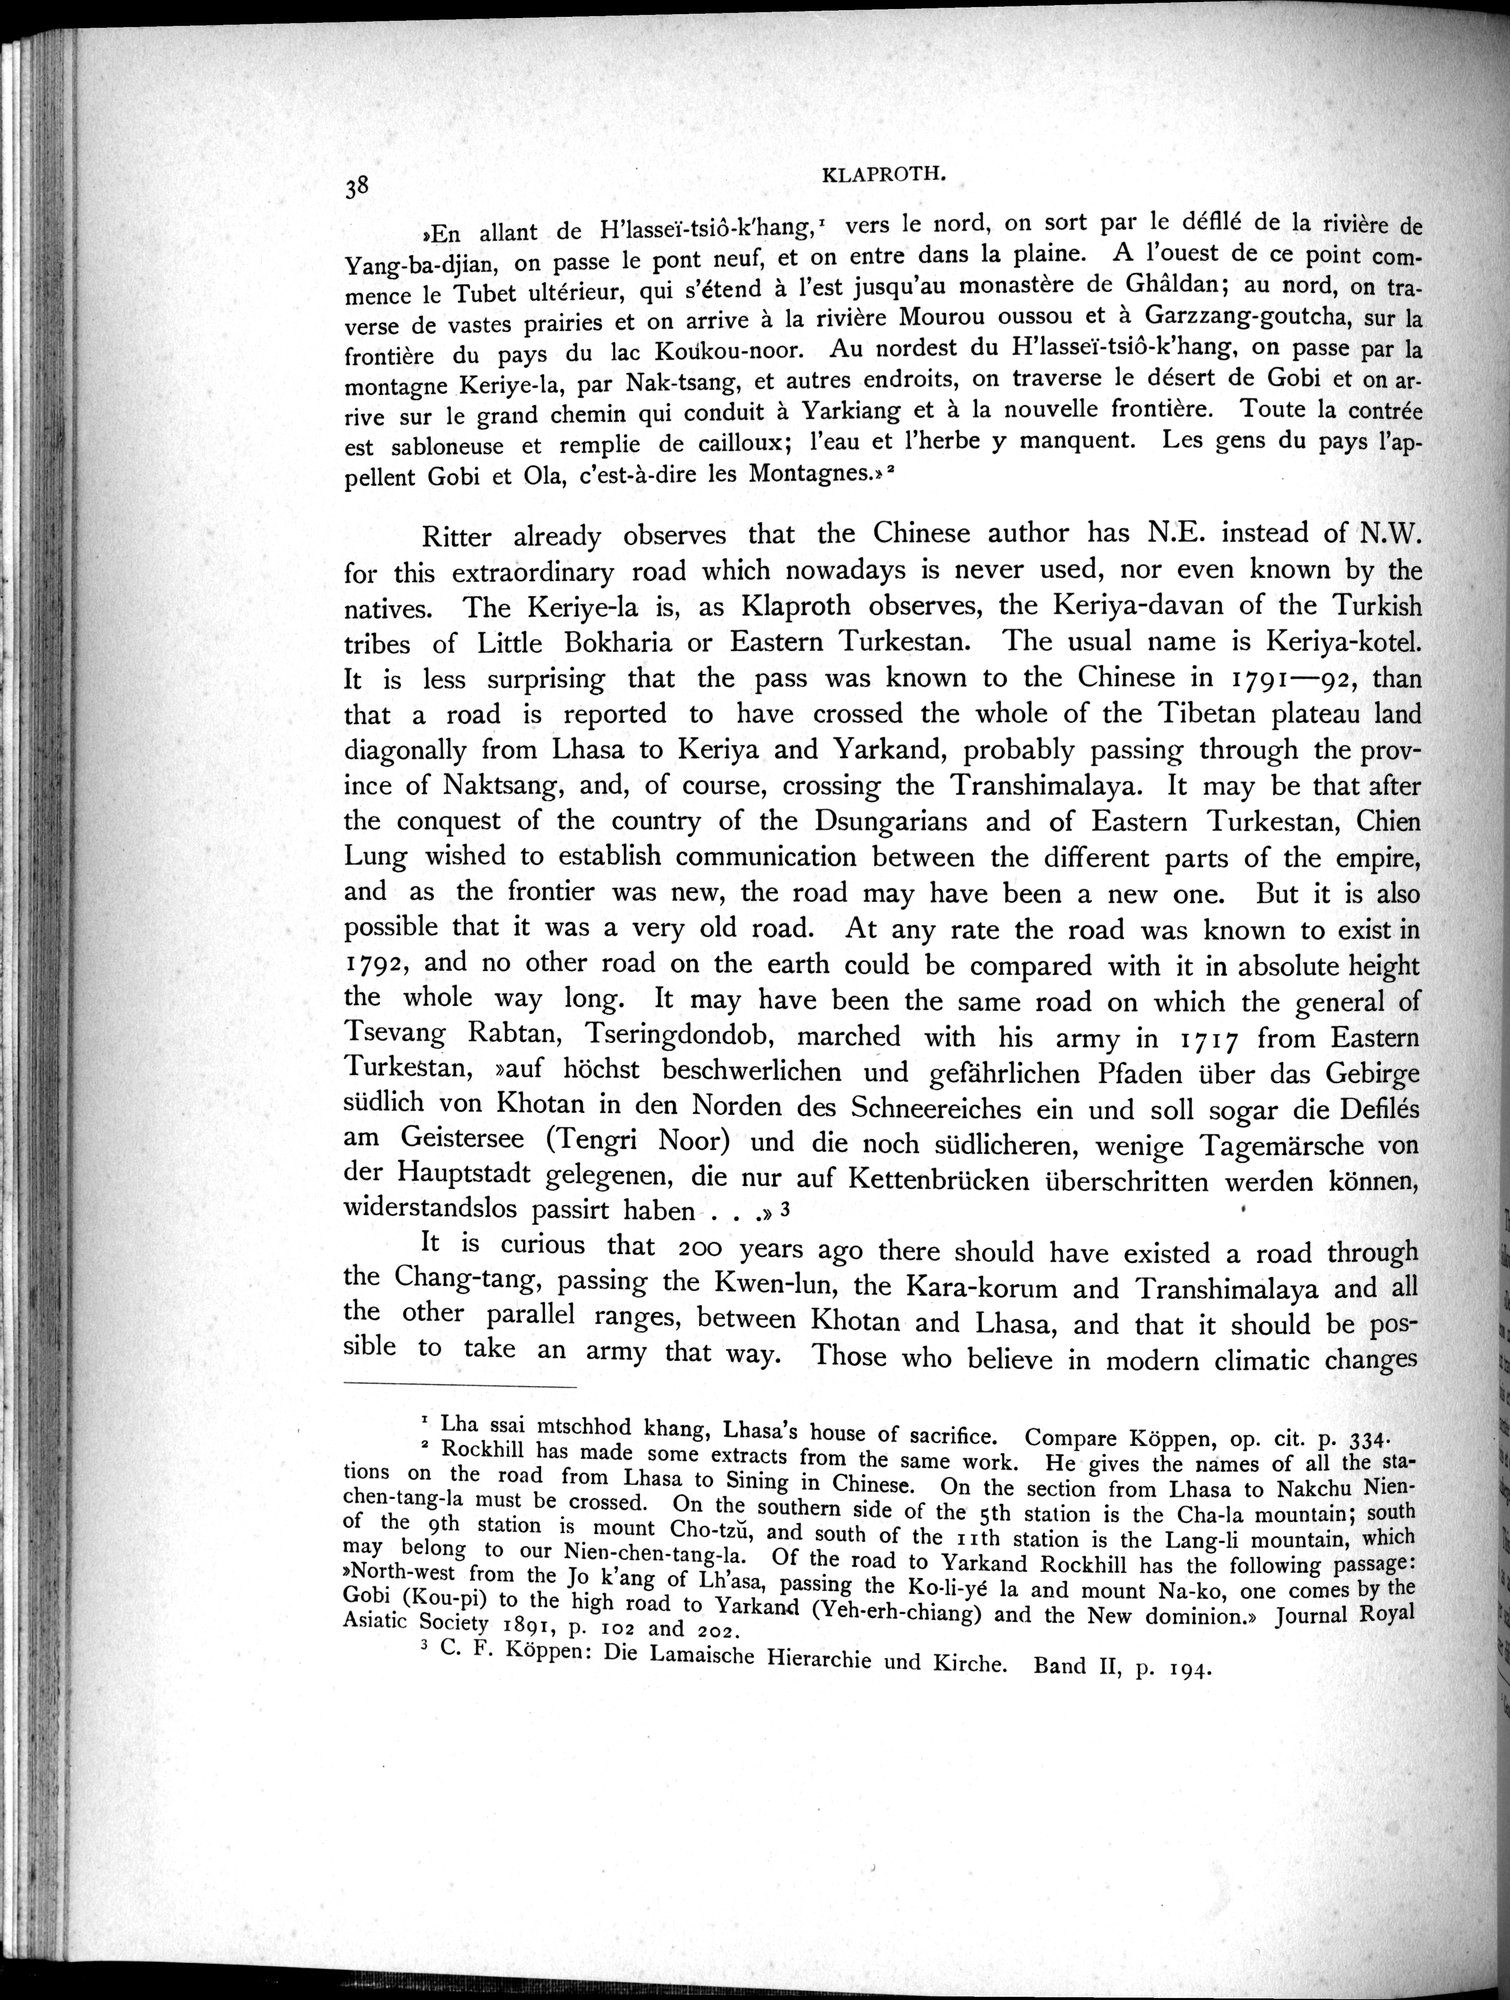 38
KLAPROTH.
»En allant de H'lasseï-tsiô-k'hang,¹ vers le nord, on sort par le défilé de la rivière de
Yang-ba-djian, on passe le pont neuf, et on entre dans la plaine. A l'ouest de ce point com-
mence le Tubet ultérieur, qui s'étend à l'est jusqu'au monastère de Ghâldan; au nord, on tra-
verse de vastes prairies et on arrive à la rivière Mourou oussou et à Garzzang-goutcha, sur la
frontière du pays du lac Koukou-noor. Au nordest du H'lasseï-tsiô-k'hang, on passe par la
montagne Keriye-la, par Nak-tsang, et autres endroits, on traverse le désert de Gobi et on ar-
rive sur le grand chemin qui conduit à Yarkiang et à la nouvelle frontière. Toute la contrée
est sabloneuse et remplie de cailloux; l'eau et l'herbe y manquent. Les gens du pays l'ap-
pellent Gobi et Ola, c'est-à-dire les Montagnes.»²
Ritter already observes that the Chinese author has N.E. instead of N.W.
for this extraordinary road which nowadays is never used, nor even known by the
natives. The Keriye-la is, as Klaproth observes, the Keriya-davan of the Turkish
tribes of Little Bokharia or Eastern Turkestan. The usual name is Keriya-kotel.
It is less surprising that the pass was known to the Chinese in 1791—92, than
that a road is reported to have crossed the whole of the Tibetan plateau land
diagonally from Lhasa to Keriya and Yarkand, probably passing through the prov-
ince of Naktsang, and, of course, crossing the Transhimalaya. It may be that after
the conquest of the country of the Dsungarians and of Eastern Turkestan, Chien
Lung wished to establish communication between the different parts of the empire,
and as the frontier was new, the road may have been a new one. But it is also
possible that it was a very old road. At any rate the road was known to exist in
1792, and no other road on the earth could be compared with it in absolute height
the whole way long. It may have been the same road on which the general of
Tsevang Rabtan, Tseringdondob, marched with his army in 1717 from Eastern
Turkestan, »auf höchst beschwerlichen und gefährlichen Pfaden über das Gebirge
südlich von Khotan in den Norden des Schneereiches ein und soll sogar die Defilés
am Geistersee (Tengri Noor) und die noch südlicheren, wenige Tagemärsche von
der Hauptstadt gelegenen, die nur auf Kettenbrücken überschritten werden können,
widerstandslos passirt haben . . .»³
It is curious that 200 years ago there should have existed a road through
the Chang-tang, passing the Kwen-lun, the Kara-korum and Transhimalaya and all
the other parallel ranges, between Khotan and Lhasa, and that it should be pos-
sible to take an army that way. Those who believe in modern climatic changes
¹ Lha ssai mtschhod khang, Lhasa's house of sacrifice. Compare Köppen, op. cit. p. 334.
² Rockhill has made some extracts from the same work. He gives the names of all the sta-
tions on the road from Lhasa to Sining in Chinese. On the section from Lhasa to Nakchu Nien-
chen-tang-la must be crossed. On the southern side of the 5th station is the Cha-la mountain; south
of the 9th station is mount Cho-tzŭ, and south of the 11th station is the Lang-li mountain, which
may belong to our Nien-chen-tang-la. Of the road to Yarkand Rockhill has the following passage:
»North-west from the Jo k'ang of Lh'asa, passing the Ko-li-yé la and mount Na-ko, one comes by the
Gobi (Kou-pi) to the high road to Yarkand (Yeh-erh-chiang) and the New dominion.» Journal Royal
Asiatic Society 1891, p. 102 and 202.
³ C. F. Köppen: Die Lamaische Hierarchie und Kirche. Band II, p. 194.